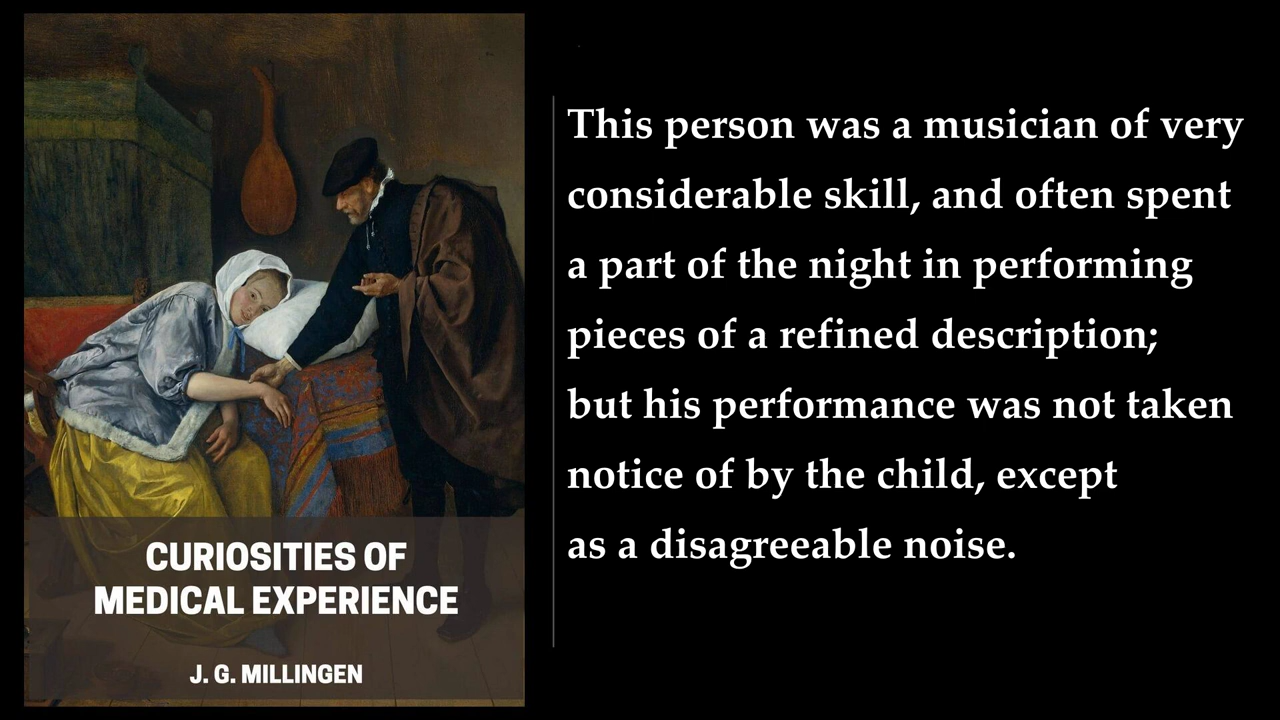 CURIOSITIES OF
MEDICAL EXPERIENCE
J. G. MILLINGEN
This person was a musician of very
considerable skill, and often spent
a part of the night in performing
pieces of a refined description;
but his performance was not taken
notice of by the child, except
as a disagreeable noise.